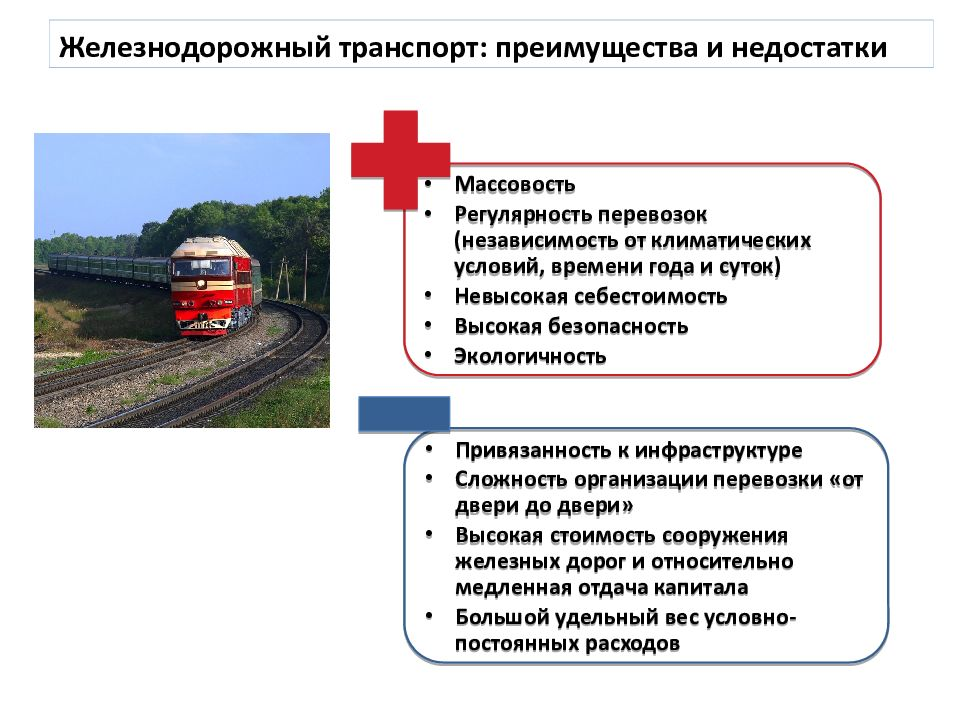 Железнодорожный транспорт: преимущества и недостатки
• Массовость
• Регулярность перевозок
(независимость от климатических
условий, времени года и суток)
• Невысокая себестоимость
• Высокая безопасность
• Экологичность
• Привязанность к инфраструктуре
• Сложность организации перевозки «от
двери до двери»
• Высокая стоимость сооружения
железных дорог и относительно
медленная отдача капитала
• Большой удельный вес условно-
постоянных расходов